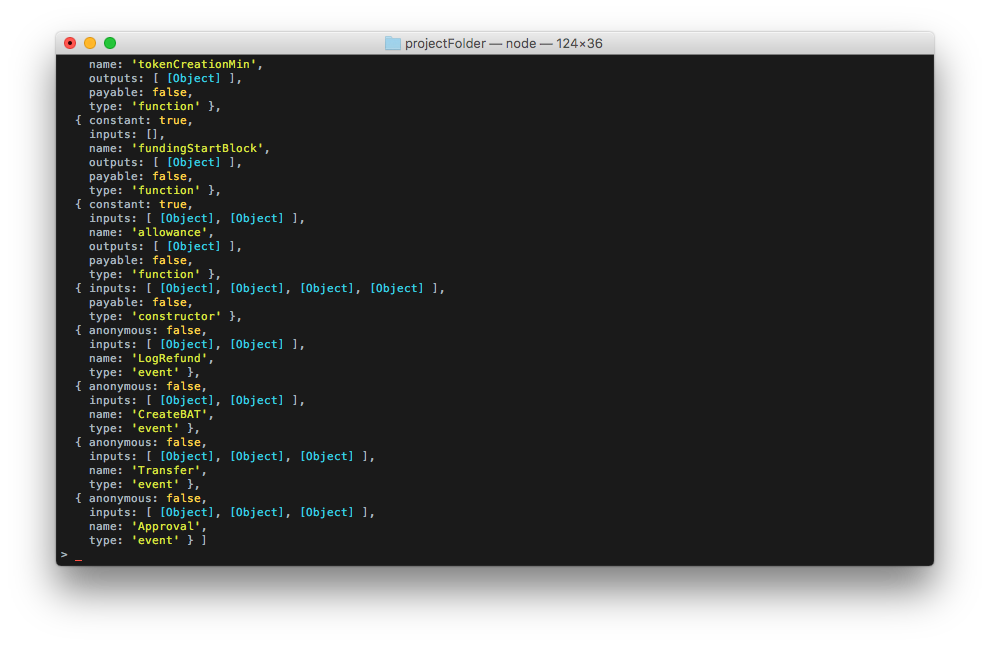 projectFolder — node — 124×36
name: 'tokenCreationMin',
outputs: [ [Object] ],
payable: false,
type: 'function' },
{ constant: true,
inputs: [],
name: 'fundingStartBlock',
outputs: [ [Object] ],
payable: false,
type: 'function' },
{ constant: true,
inputs: [ [Object], [Object] ],
name: 'allowance',
outputs: [ [Object] ],
payable: false,
type: 'function' },
{ inputs: [ [Object], [Object], [Object], [Object] ],
payable: false,
type: 'constructor' },
{ anonymous: false,
inputs: [ [Object], [Object] ],
name: 'LogRefund',
type: 'event' },
{ anonymous: false,
inputs: [ [Object], [Object] ],
name: 'CreateBAT',
type: 'event' },
{ anonymous: false,
inputs: [ [Object], [Object], [Object] ],
name: 'Transfer',
type: 'event' },
{ anonymous: false,
inputs: [ [Object], [Object], [Object] ],
name: 'Approval',
type: 'event' } ]
> _